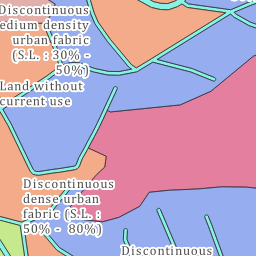 Discontinuous
edium density
urban fabric
(S.L. : 30% -
50%)
Land without
current use
Discontinuous
dense urban
fabric (S.L. :
50% -  80%)
Discontinuous